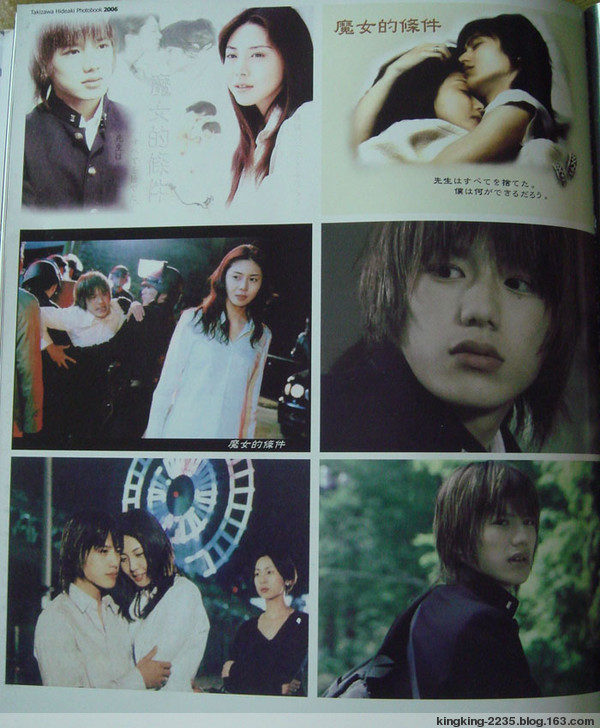 Takizawa Hideaki Photobook 2006
魔女的條件
魔女的條件
先生はすべてを捨てた。
僕は何ができるだろう。
魔女的條件
kingking-2235.blog.163.com